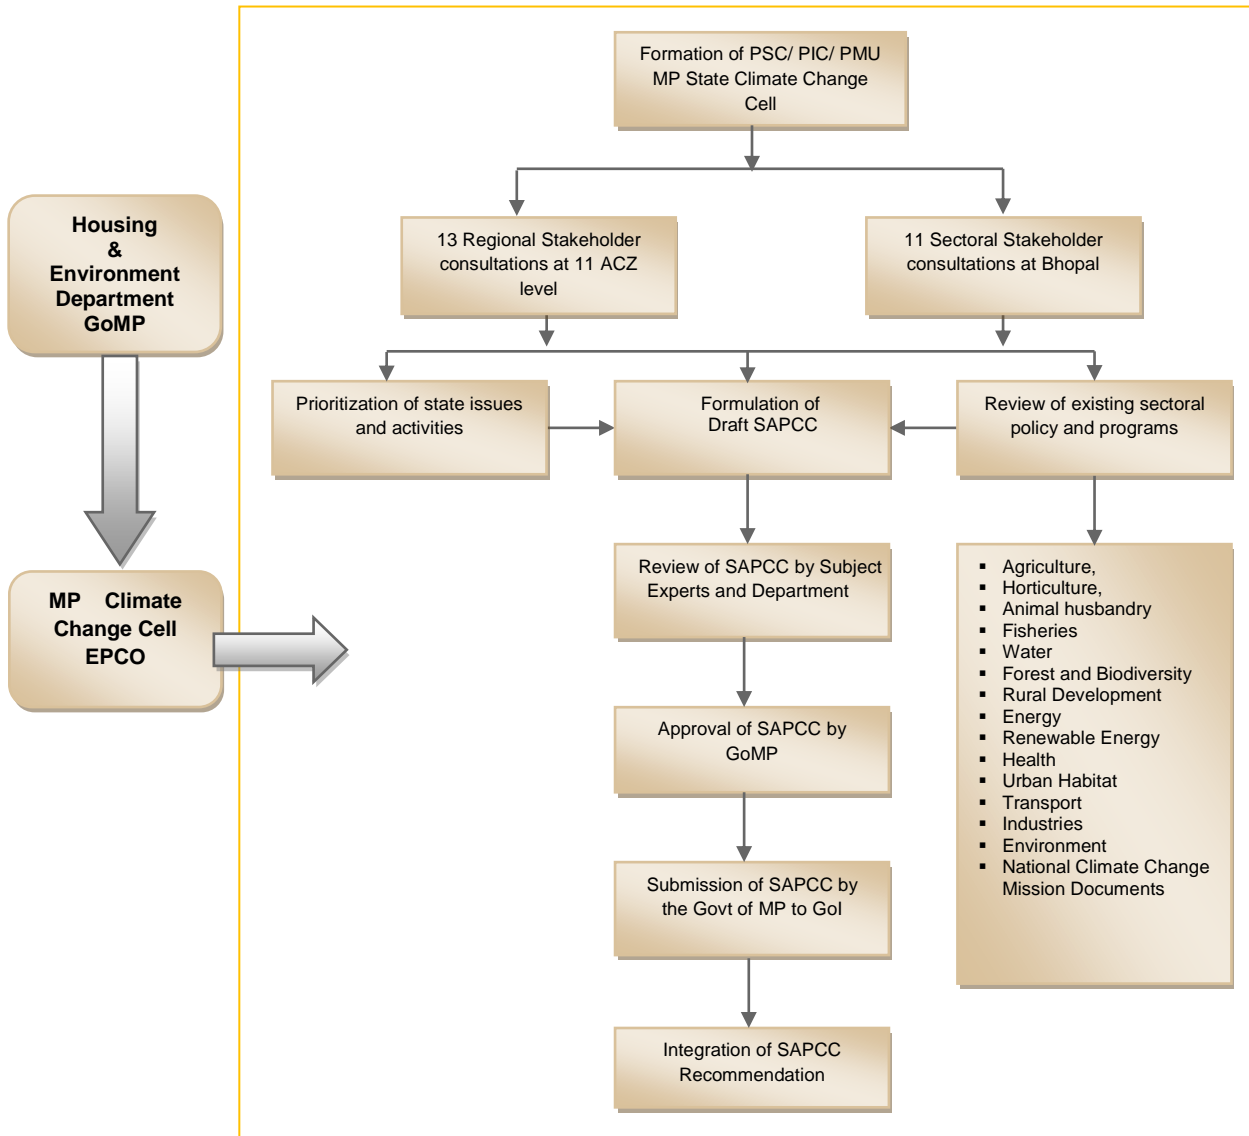 Formation of PSC/ PIC/ PMU
MP State Climate Change
Cell
Housing
&
Environment
Department
GoMP
13 Regional Stakeholder
consultations at 11 ACZ
level
11 Sectoral Stakeholder
consultations at Bhopal
Prioritization of state issues
and activities
Formulation of
Draft SAPCC
Review of existing sectoral
policy and programs
MP Climate
Change Cell
EPCO
Review of SAPCC by Subject
Experts and Department
▪ Agriculture,
▪ Horticulture,
▪ Animal husbandry
▪ Fisheries
▪ Water
▪ Forest and Biodiversity
▪ Rural Development
▪ Energy
▪ Renewable Energy
▪ Health
▪ Urban Habitat
▪ Transport
▪ Industries
▪ Environment
▪ National Climate Change
Mission Documents
Approval of SAPCC by
GoMP
Submission of SAPCC by
the Govt of MP to GoI
Integration of SAPCC
Recommendation